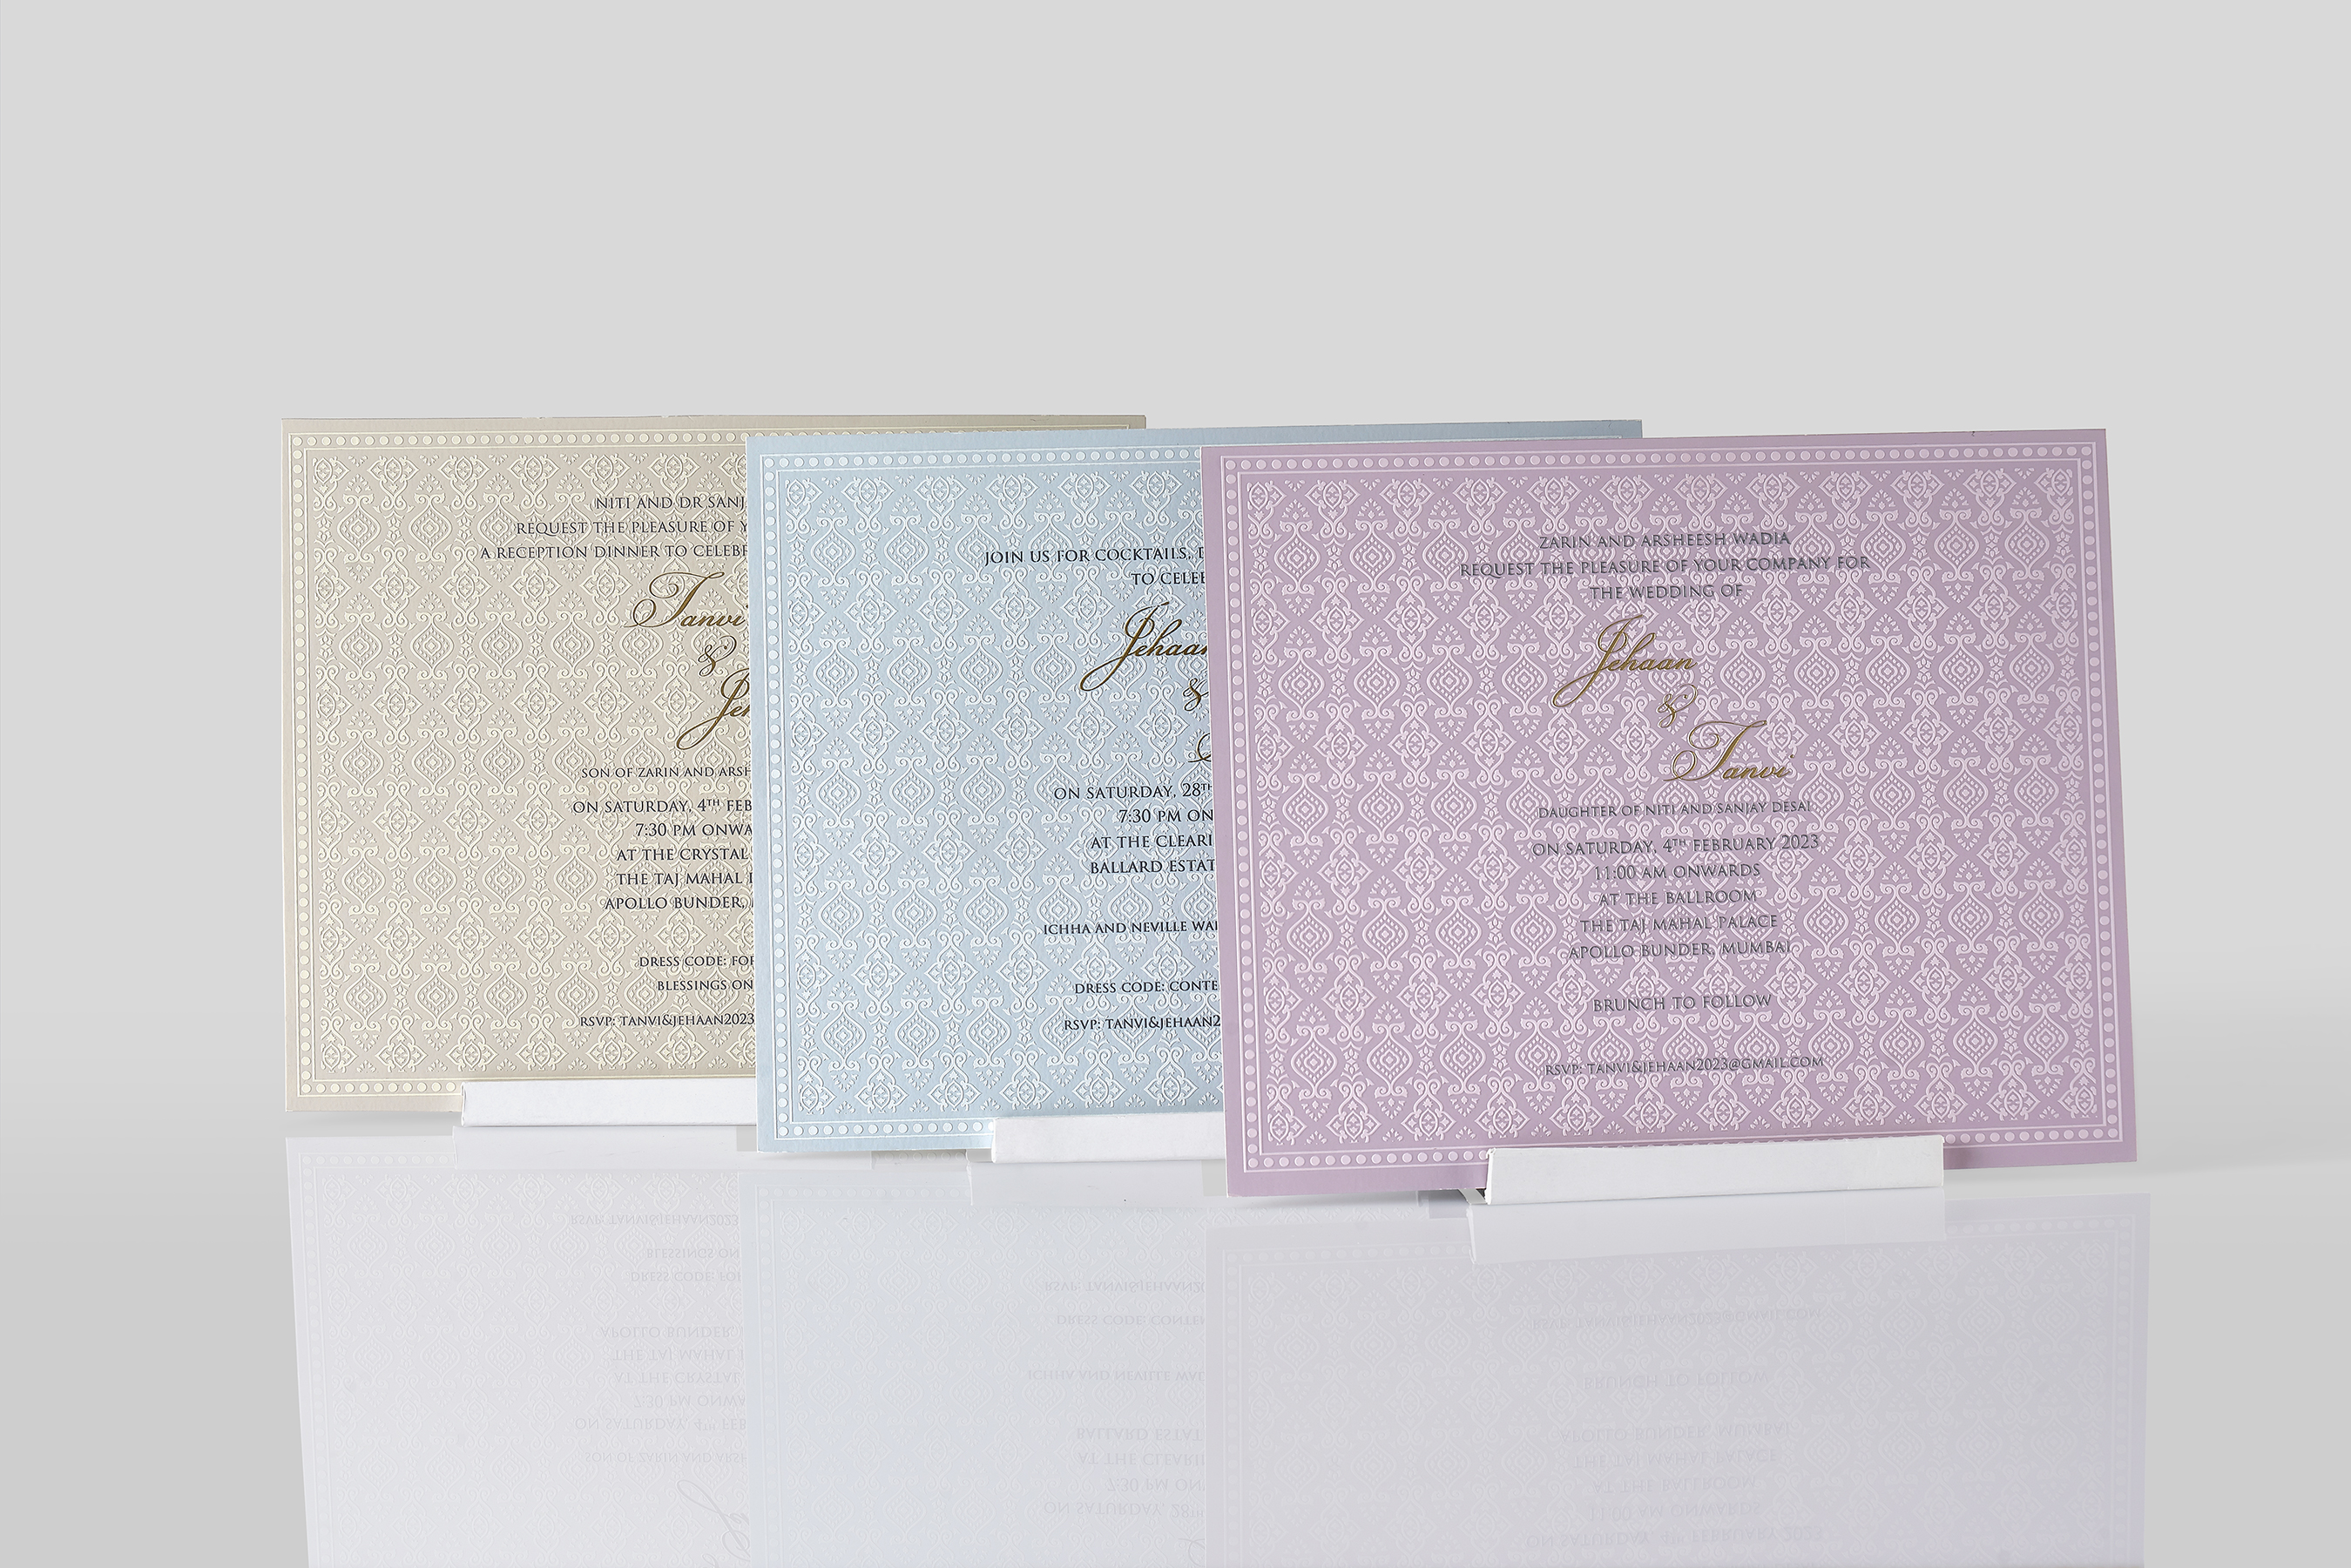 NITI AND DR SANJ
REQUEST THE PLEASURE OF Y
A RECEPTION DINNER TO CELEB
Tanvi
&
Jeh
SON OF ZARIN AND ARSH
ON SATURDAY, 4TH FEB
7:30 PM ONWA
AT THE CRYSTAL
THE TAJ MAHAL
APOLLO BUNDER,
DRESS CODE: FOR
BLESSINGS ON
RSVP: TANVI&JEHAAN2023
JOIN US FOR COCKTAILS, D
TO CELEB
Jehaan
&
ON SATURDAY, 28TH
7:30 PM ON
AT THE CLEARI
BALLARD ESTAT
ICHHA AND NEVILLE WAD
DRESS CODE: CONTE
RSVP: TANVI&JEHAAN2
ZARIN AND ARSHEESH WADIA
REQUEST THE PLEASURE OF YOUR COMPANY FOR
THE WEDDING OF
Jehaan
&
Tanvi
DAUGHTER OF NITI AND SANJAY DESAI
ON SATURDAY, 4TH FEBRUARY 2023
11:00 AM ONWARDS
AT THE BALLROOM
THE TAJ MAHAL PALACE
APOLLO BUNDER, MUMBAI
BRUNCH TO FOLLOW
RSVP: TANVI&JEHAAN2023@GMAIL.COM